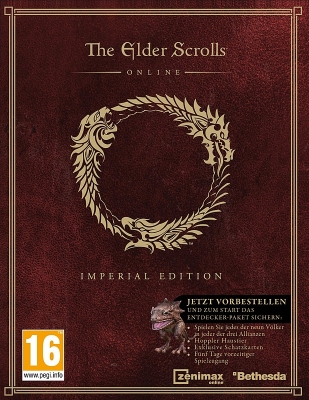 The Elder Scrolls
ONLINE
IMPERIAL EDITION
JETZT VORBESTELLEN
UND ZUM START DAS
ENTDECKER-PAKET SICHERN:
• Spielen Sie jedes der neun Völker
in jeder der drei Allianzen
• Hoppler Haustier
• Exklusive Schatzkarten
• Fünf Tage vorzeitiger
Spielzugang
16
www.pegi.info
zenimax
online
Bethesda